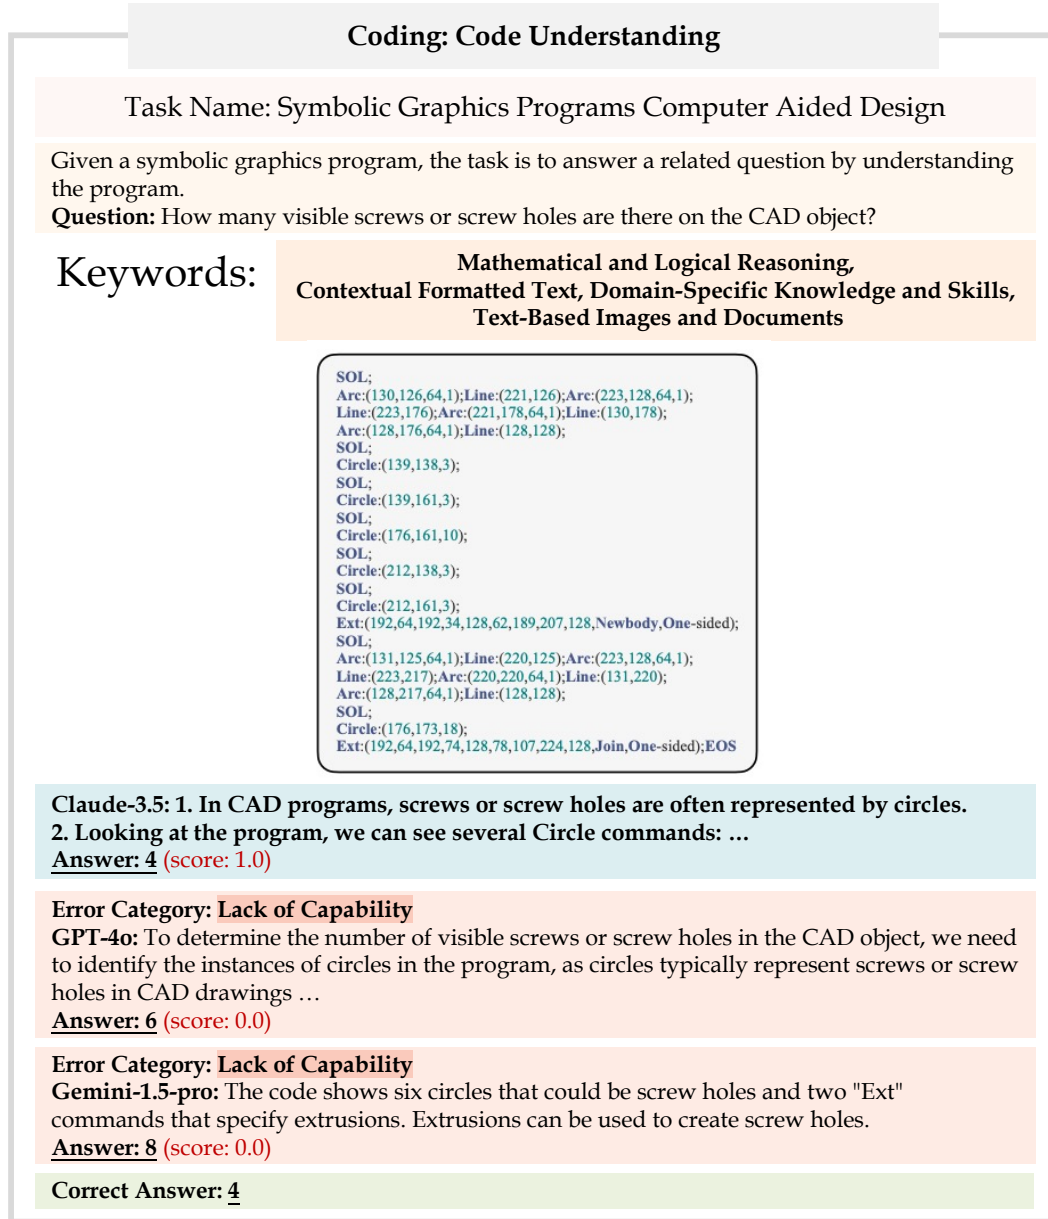 Coding: Code Understanding
Task Name: Symbolic Graphics Programs Computer Aided Design
Given a symbolic graphics program, the task is to answer a related question by understanding
the program.
Question: How many visible screws or screw holes are there on the CAD object?
Keywords:
Mathematical and Logical Reasoning,
Contextual Formatted Text, Domain-Specific Knowledge and Skills,
Text-Based Images and Documents
SOL;
Arc:(130,126,64,1);Line:(221,126);Arc:(223,128,64,1);
Line:(223,176);Arc:(221,178,64,1);Line:(130,178);
Arc:(128,176,64,1);Line:(128,128);
SOL;
Circle:(139,138,3);
SOL;
Circle:(139,161,3);
SOL;
Circle:(176,161,10);
SOL;
Circle:(212,138,3);
SOL;
Circle:(212,161,3);
Ext:(192,64,192,34,128,62,189,207,128,Newbody,One-sided);
SOL;
Arc:(131,125,64,1);Line:(220,125);Arc:(223,128,64,1);
Line:(223,217);Arc:(220,220,64,1);Line:(131,220);
Arc:(128,217,64,1);Line:(128,128);
SOL;
Circle:(176,173,18);
Ext:(192,64,192,74,128,78,107,224,128,Join,One-sided);EOS
Claude-3.5: 1. In CAD programs, screws or screw holes are often represented by circles.
2. Looking at the program, we can see several Circle commands: …
Answer: 4 (score: 1.0)
Error Category: Lack of Capability
GPT-4o: To determine the number of visible screws or screw holes in the CAD object, we need
to identify the instances of circles in the program, as circles typically represent screws or screw
holes in CAD drawings …
Answer: 6 (score: 0.0)
Error Category: Lack of Capability
Gemini-1.5-pro: The code shows six circles that could be screw holes and two "Ext"
commands that specify extrusions. Extrusions can be used to create screw holes.
Answer: 8 (score: 0.0)
Correct Answer: 4